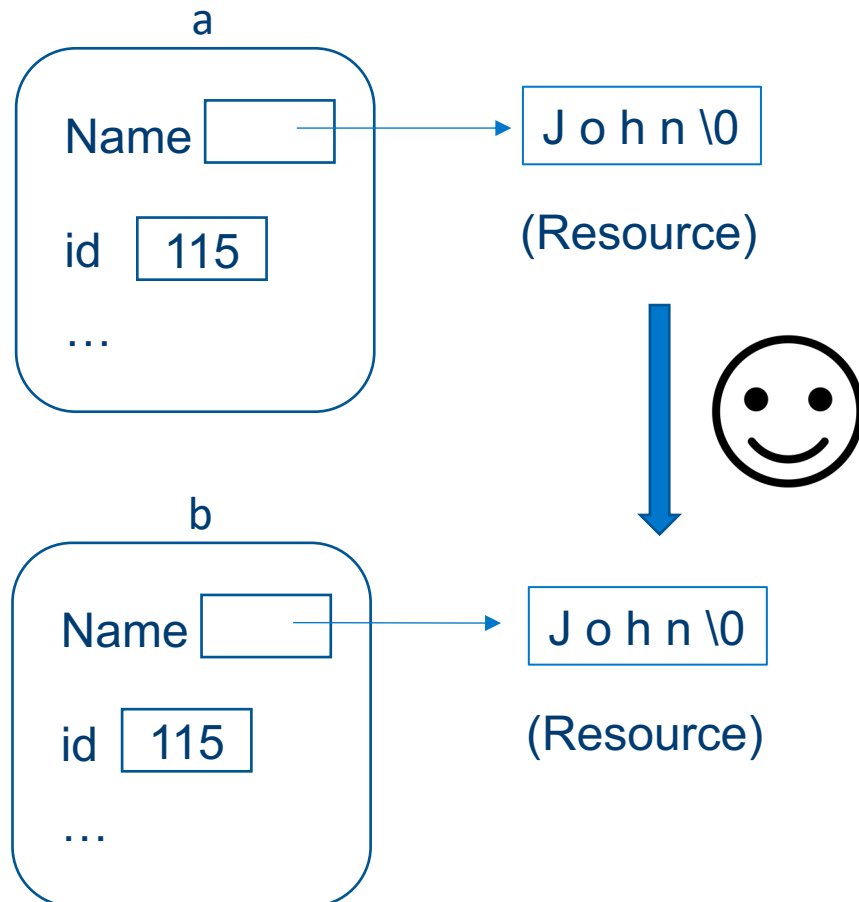 a
Name
J o h n \0
id 115
(Resource)
…
b
Name
J o h n \0
id 115
(Resource)
…